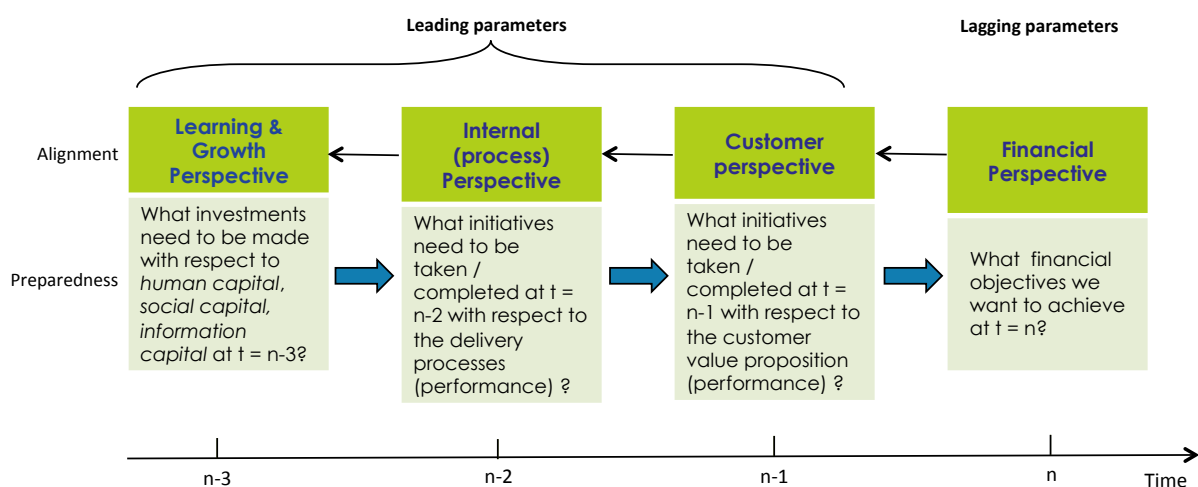 Leading parameters
Lagging parameters
Alignment
Learning &
Growth
Perspective
Internal
(process)
Perspective
Customer
perspective
Financial
Perspective
Preparedness
What investments
need to be made
with respect to
human capital,
social capital,
information
capital at t = n-3?
What initiatives
need to be
taken /
completed at t =
n-2 with respect to
the delivery
processes
(performance) ?
What initiatives
need to be
taken /
completed at t =
n-1 with respect to
the customer
value proposition
(performance) ?
What  financial
objectives we
want to achieve
at t = n?
n-3
n-2
n-1
n
Time